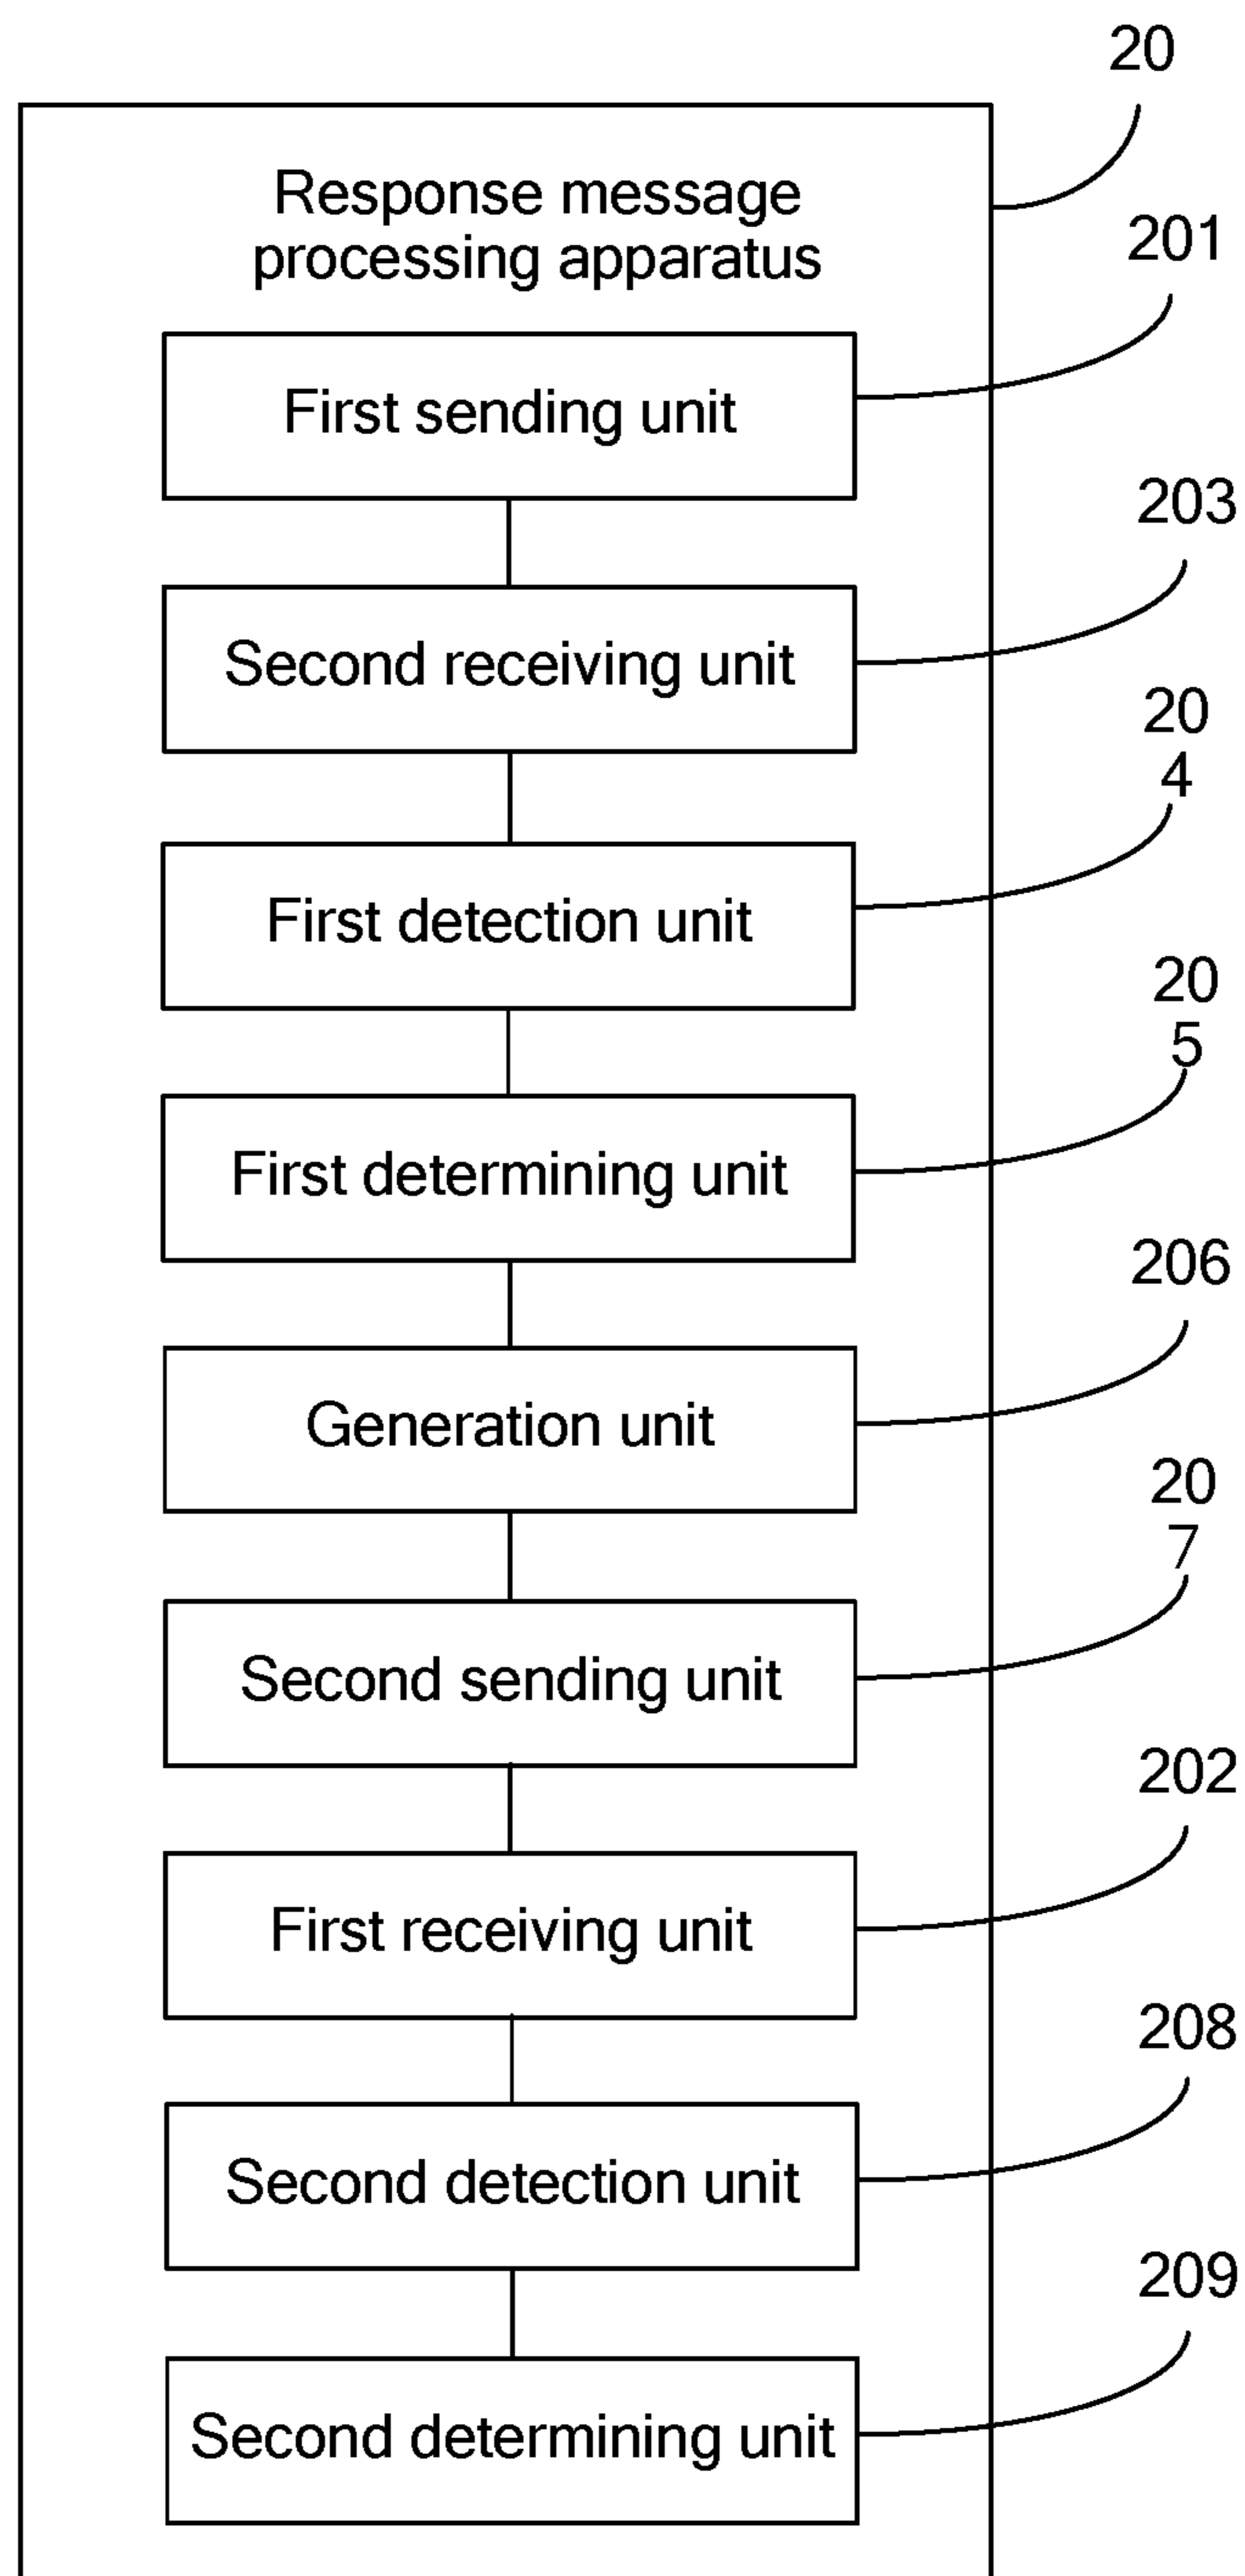 20
Response message
processing apparatus
201
First sending unit
203
Second receiving unit
20
4
First detection unit
20
5
First determining unit
206
Generation unit
20
7
Second sending unit
202
First receiving unit
208
Second detection unit
209
Second determining unit